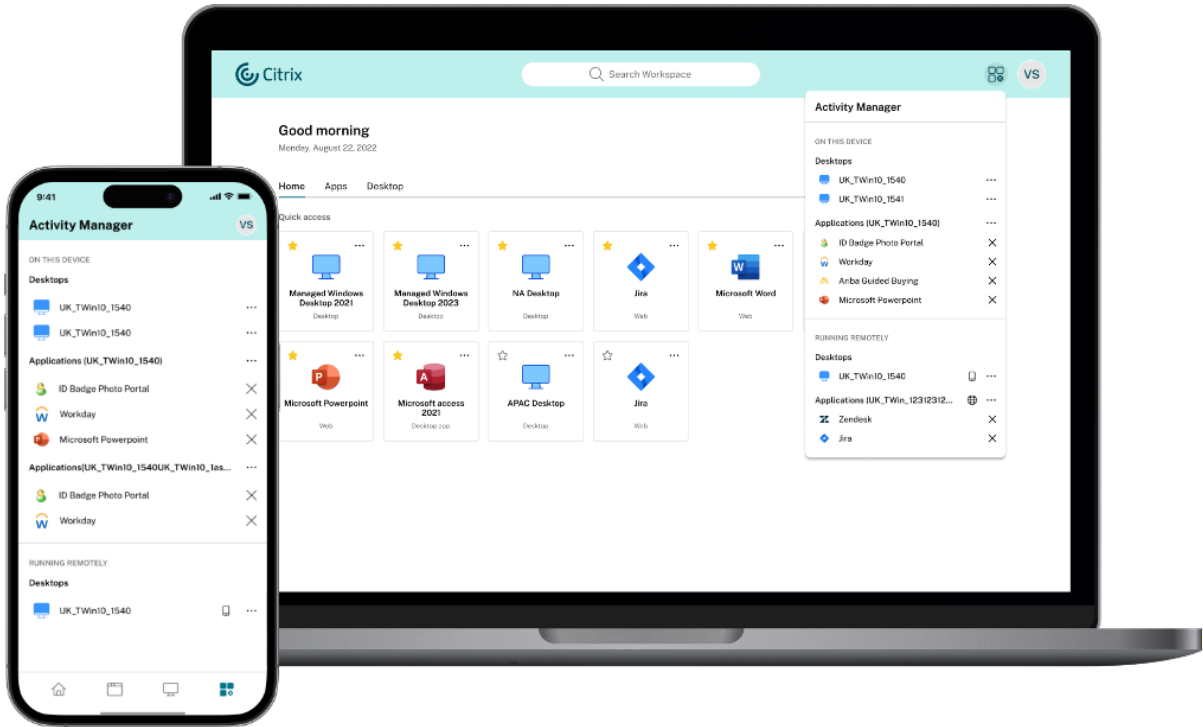 Citrix
Search Workspace
VS
Good morning
Monday, August 22, 2022
Home Apps Desktop
Quick access
Managed Windows
Desktop 2021
Desktop
Managed Windows
Desktop 2023
Desktop
NA Desktop
Desktop
Jira
Web
W
Microsoft Word
Web
P
Microsoft Powerpoint
Web
A
Microsoft access
2021
Desktop app
APAC Desktop
Desktop
Jira
Web
Activity Manager
ON THIS DEVICE
Desktops
UK_TWin10_1540
UK_TWin10_1541
Applications (UK_TWin10_1540)
ID Badge Photo Portal
Workday
Ariba Guided Buying
Microsoft Powerpoint
RUNNING REMOTELY
Desktops
UK_TWin10_1540
Applications (UK_TWin_12312312...
Zendesk
Jira
9:41
Activity Manager
VS
ON THIS DEVICE
Desktops
UK_TWin10_1540
UK_TWin10_1540
Applications (UK_TWin10_1540)
ID Badge Photo Portal
Workday
Microsoft Powerpoint
Applications(UK_TWin10_1540UK_TWin10_1as...
ID Badge Photo Portal
Workday
RUNNING REMOTELY
Desktops
UK_TWin10_1540